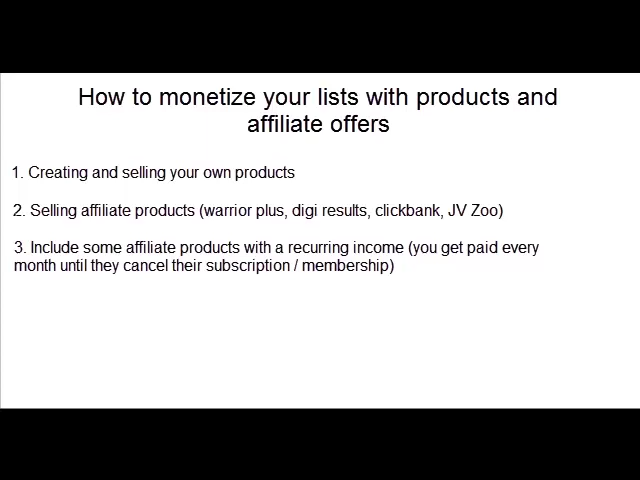 How to monetize your lists with products and
affiliate offers
1. Creating and selling your own products
2. Selling affiliate products (warrior plus, digi results, clickbank, JV Zoo)
3. Include some affiliate products with a recurring income (you get paid every
month until they cancel their subscription / membership)